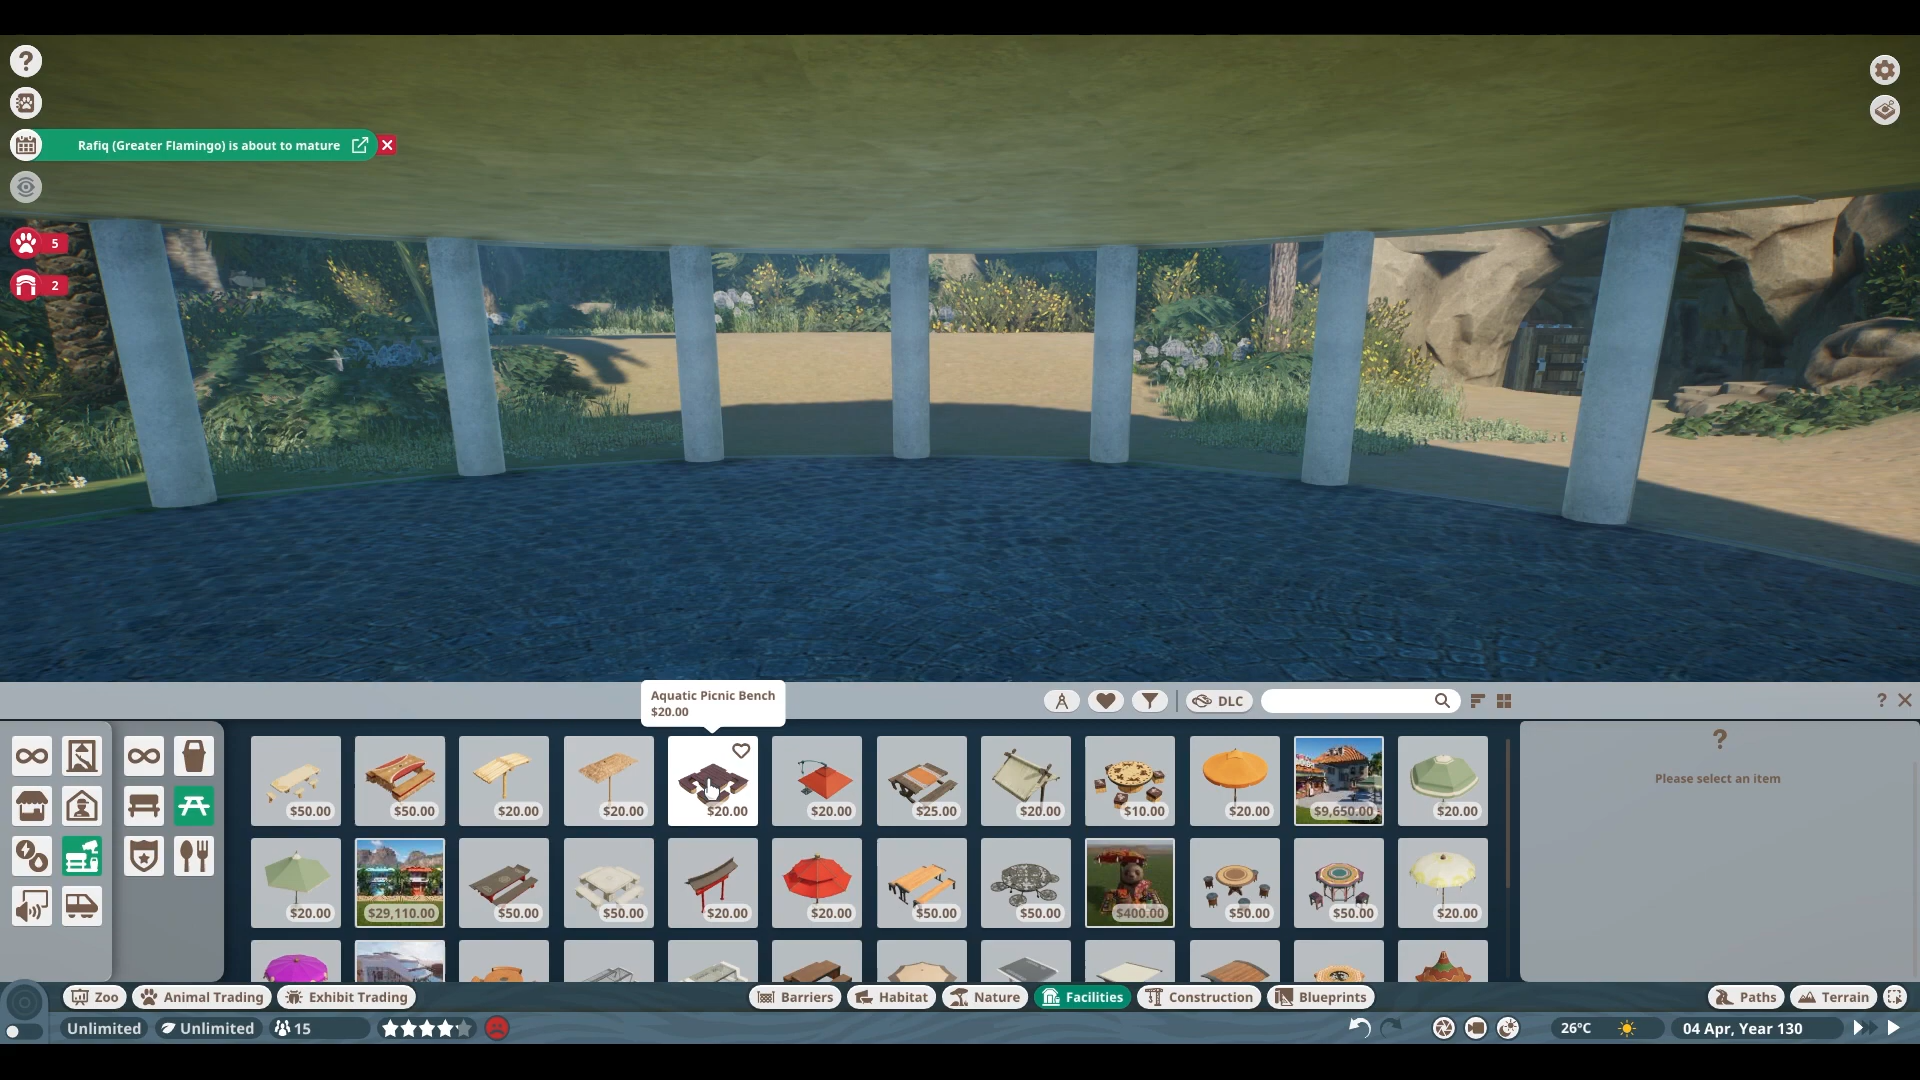 ?
Rafiq (Greater Flamingo) is about to mature
5
2
Aquatic Picnic Bench
$20.00
DLC
?
$50.00
$50.00
$20.00
$20.00
$20.00
$20.00
$25.00
$20.00
$10.00
$20.00
$9,650.00
$20.00
?
Please select an item
$20.00
$29,110.00
$50.00
$50.00
$20.00
$20.00
$50.00
$50.00
$400.00
$50.00
$50.00
$20.00
Zoo
Animal Trading
Exhibit Trading
Barriers
Habitat
Nature
Facilities
Construction
Blueprints
Paths
Terrain
Unlimited
Unlimited
15
26°C
04 Apr, Year 130